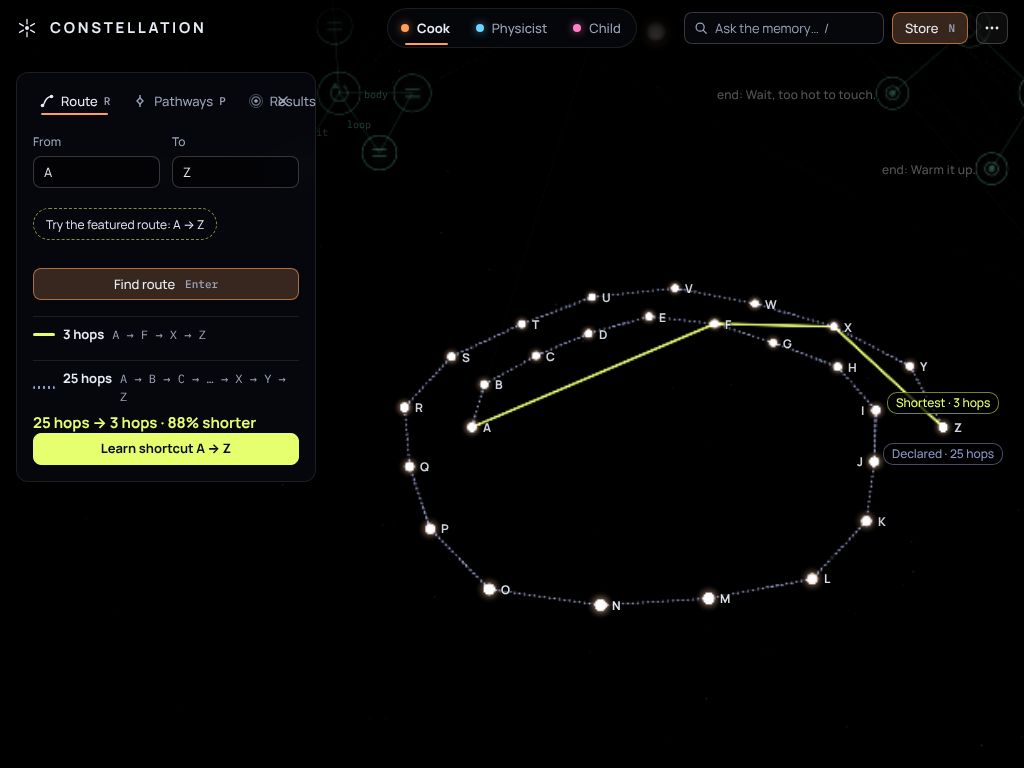 CONSTELLATION
Cook Physicist Child
Ask the memory… /
Store N
Route R Pathways P Results
From To
A Z
Try the featured route: A → Z
Find route Enter
3 hops A → F → X → Z
25 hops A → B → C → … → X → Y →
Z
25 hops → 3 hops · 88% shorter
Learn shortcut A → Z
body
it
loop
end: Wait, too hot to touch.
end: Warm it up.
V
U
W
E
T
F
X
D
G
C
S
H
Y
B
Shortest · 3 hops
R
I
A
Z
Declared · 25 hops
J
Q
K
P
L
O
M
N